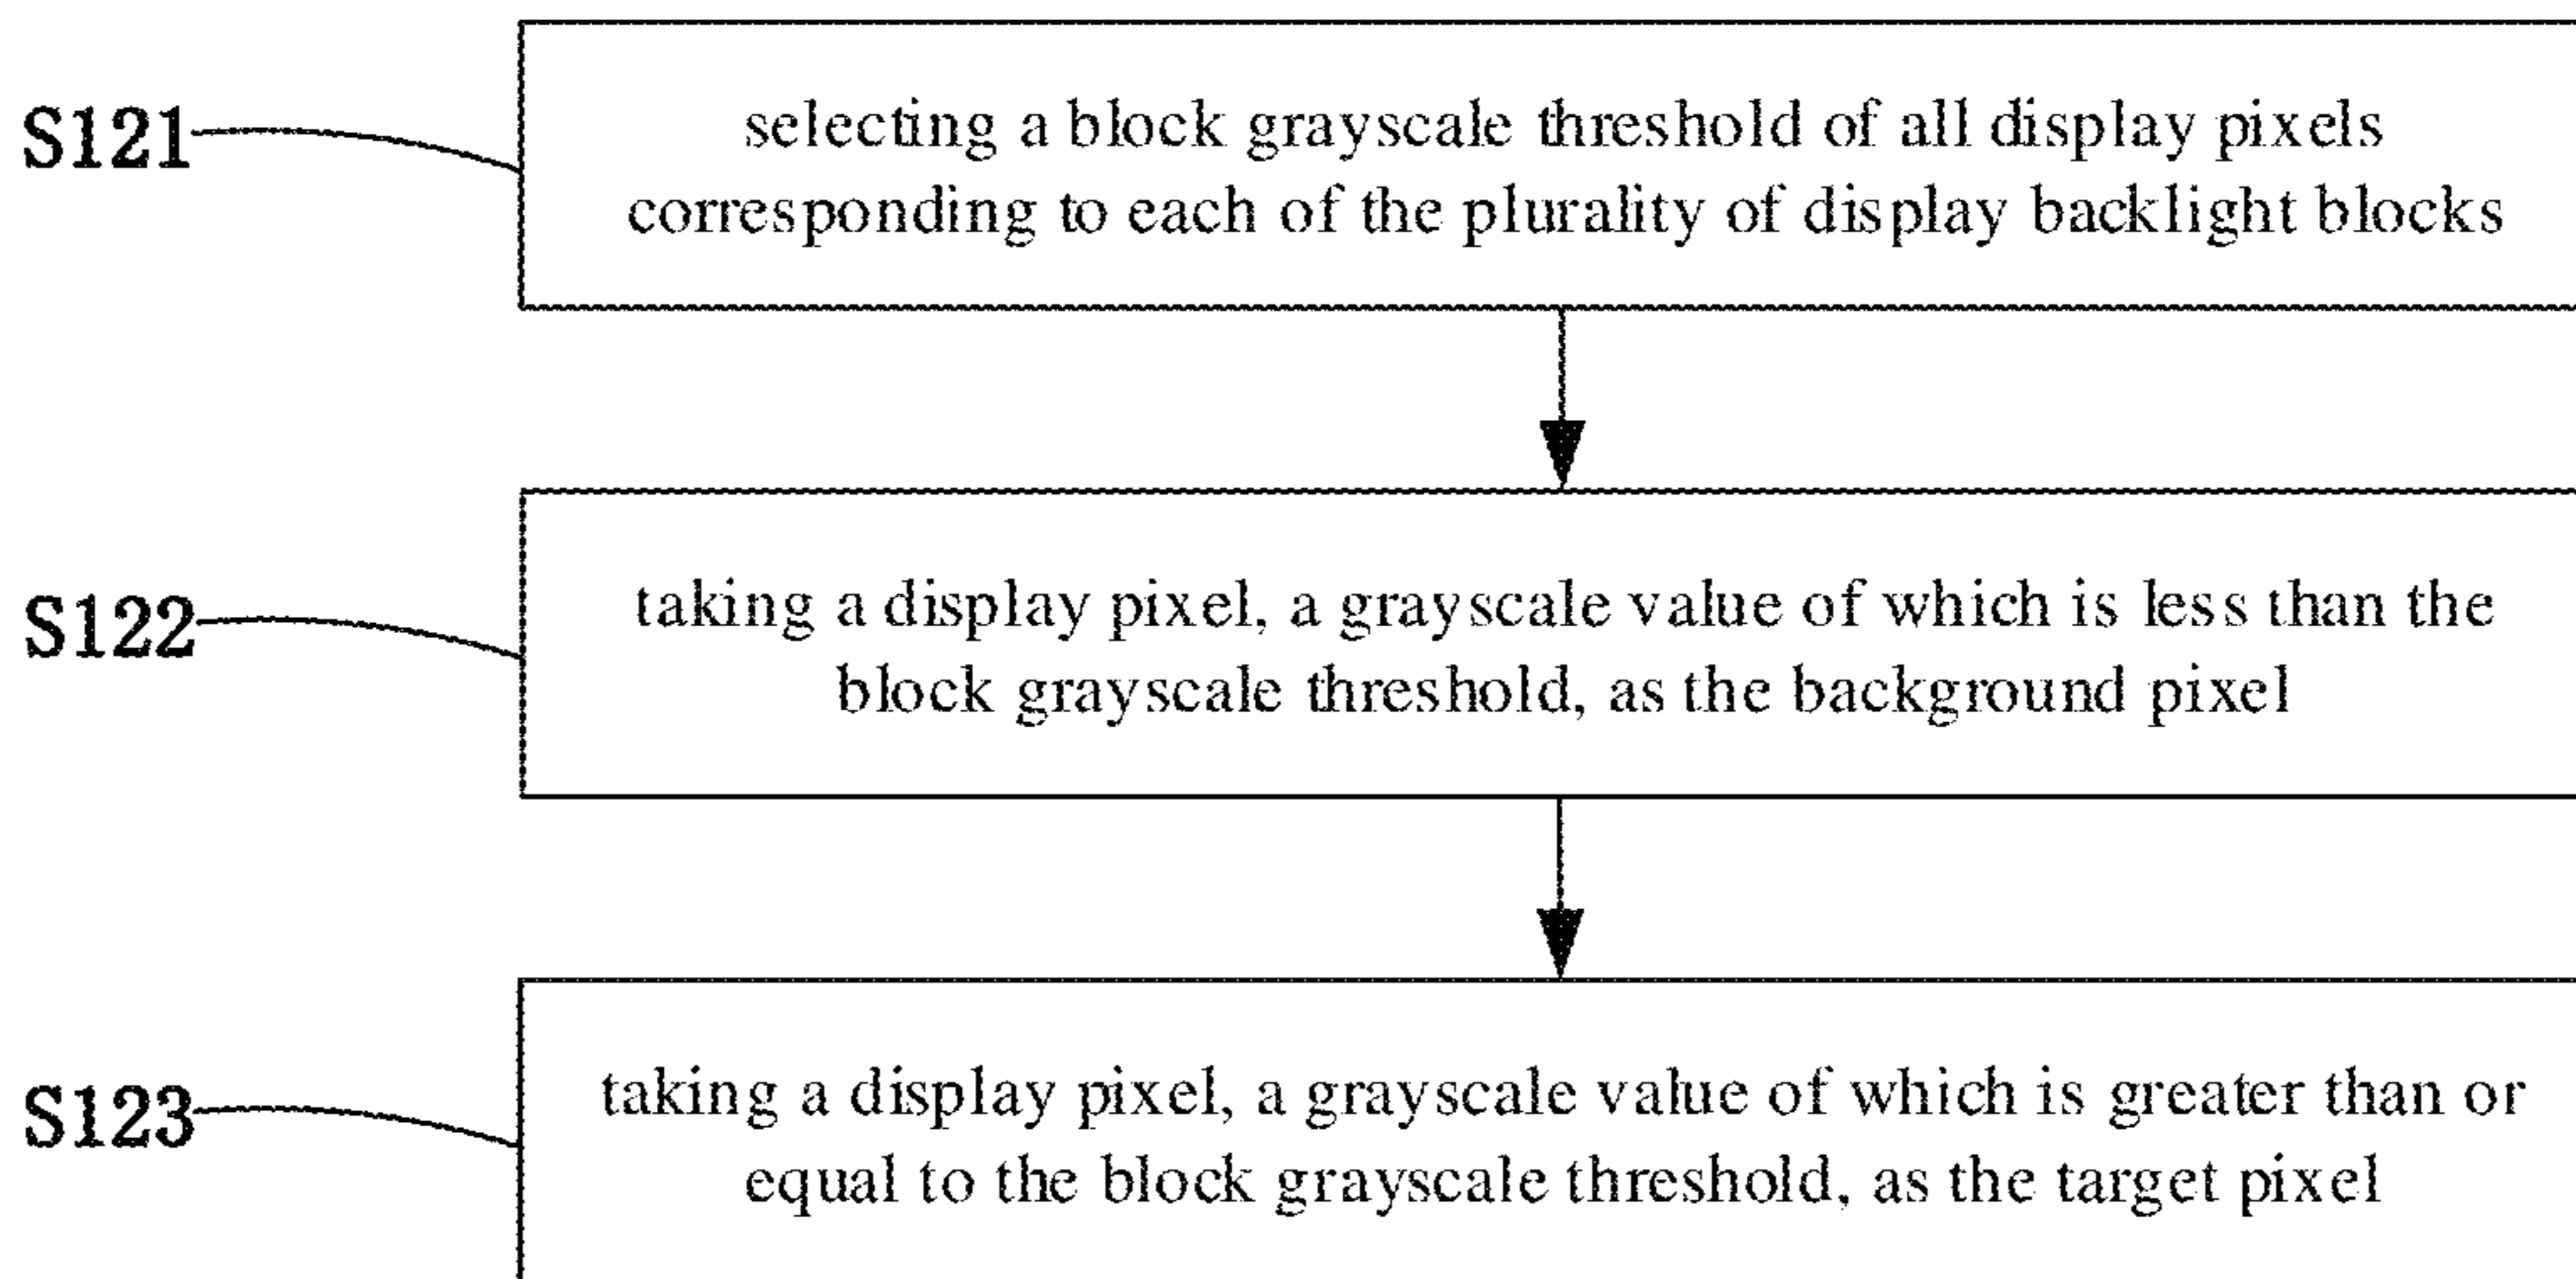 S121
selecting a block grayscale threshold of all display pixels
corresponding to each of the plurality of display backlight blocks
S122
taking a display pixel, a grayscale value of which is less than the
block grayscale threshold, as the background pixel
S123
taking a display pixel, a grayscale value of which is greater than or
equal to the block grayscale threshold, as the target pixel